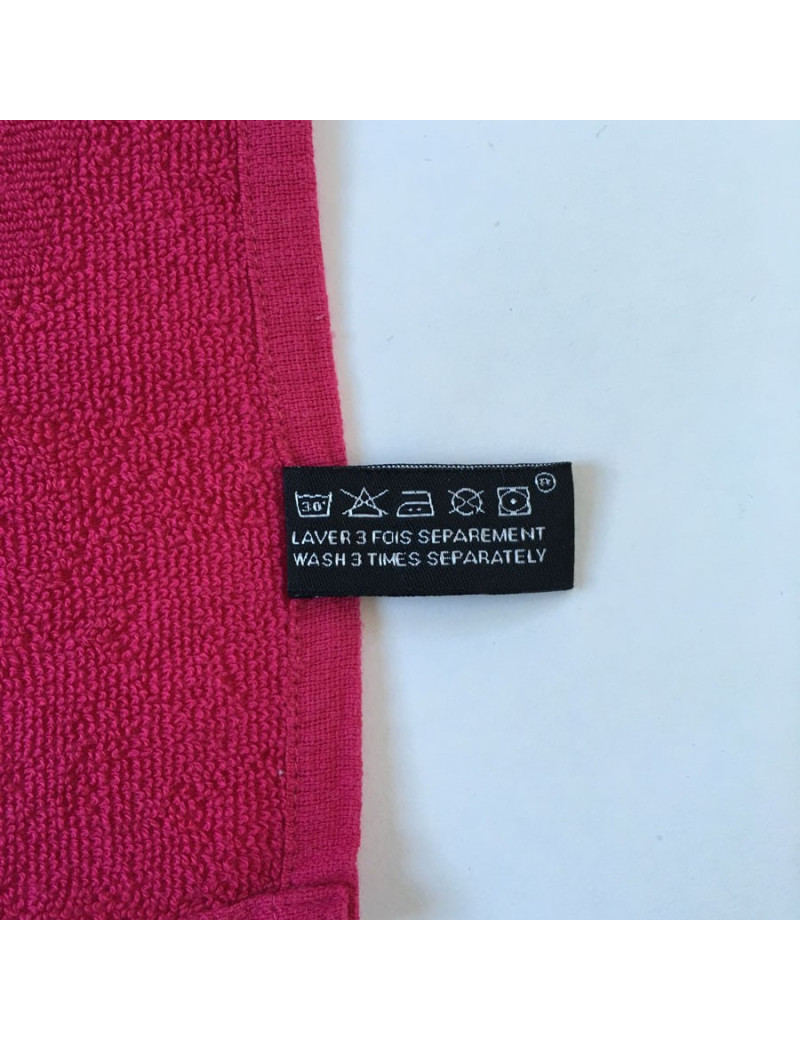 30°
LAVER 3 FOIS SEPAREMENT
WASH 3 TIMES SEPARATELY